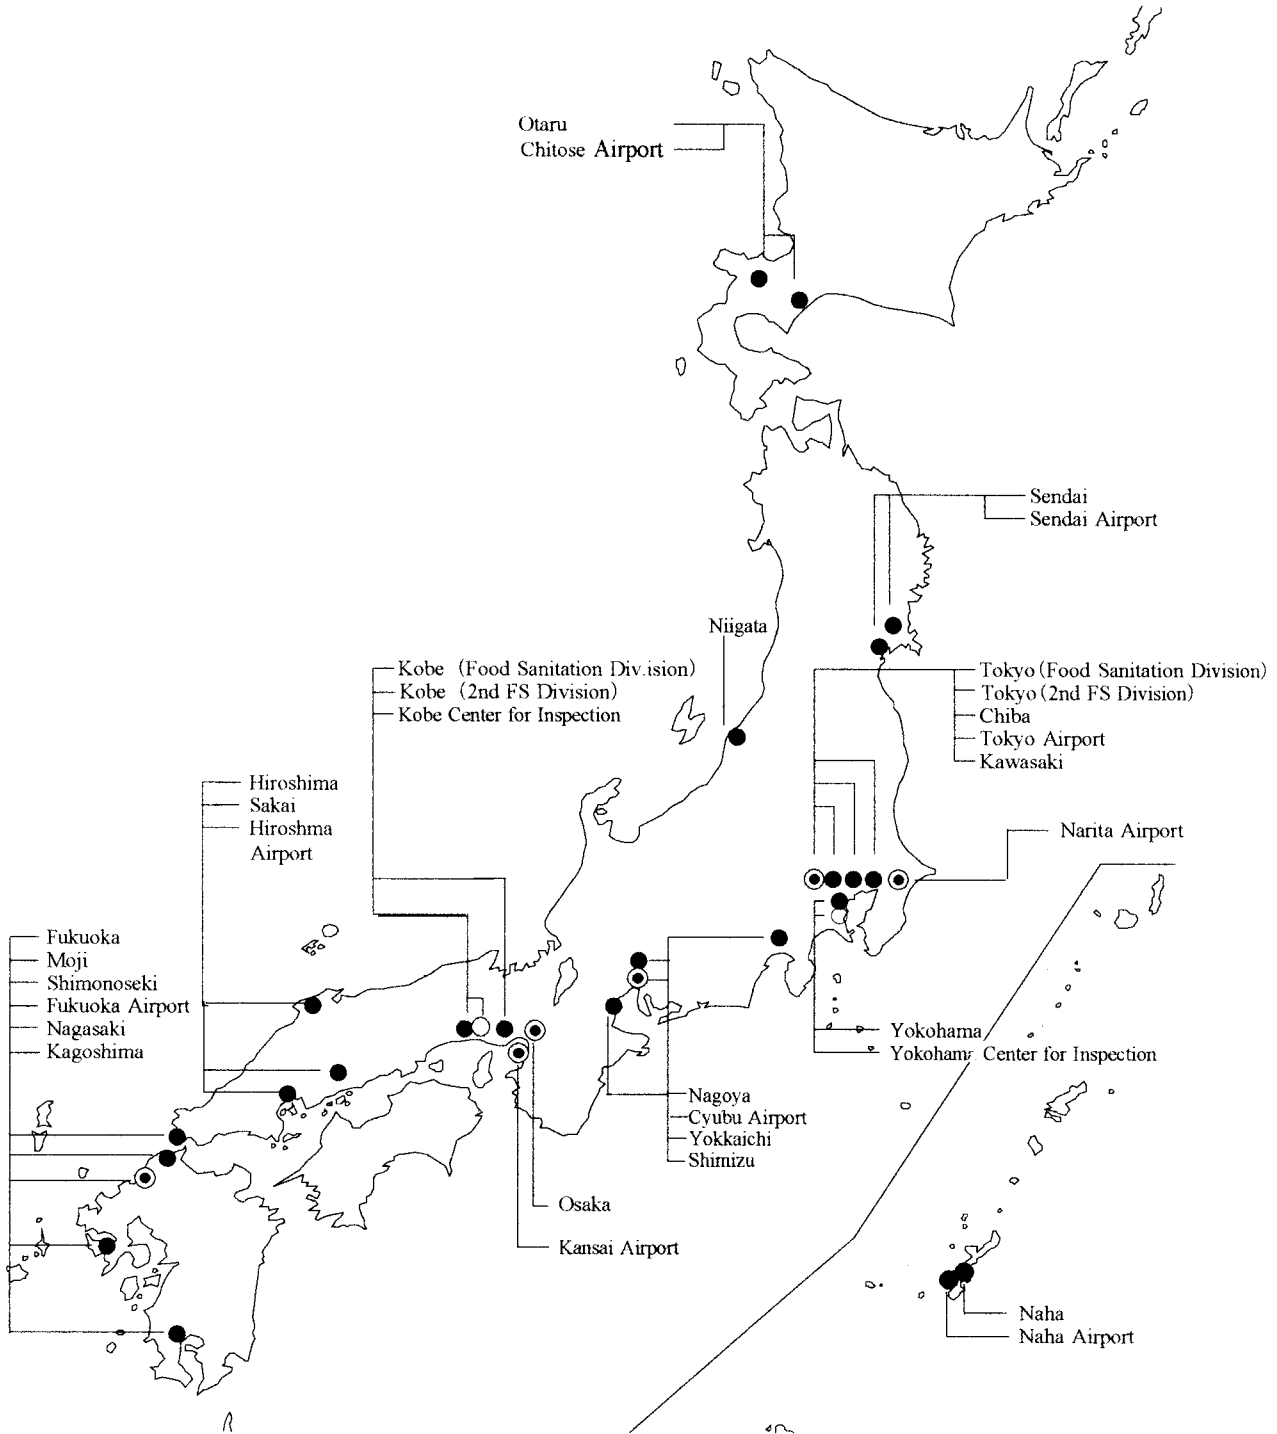 Otaru
Chitose Airport
Sendai
Sendai Airport
Niigata
Kobe (Food Sanitation Div.ision)
Kobe (2nd FS Division)
Kobe Center for Inspection
Tokyo (Food Sanitation Division)
Tokyo (2nd FS Division)
Chiba
Tokyo Airport
Kawasaki
Hiroshima
Sakai
Hiroshma
Airport
Narita Airport
Fukuoka
Moji
Shimonoseki
Fukuoka Airport
Nagasaki
Kagoshima
Yokohama
Yokohama Center for Inspection
Nagoya
Cyubu Airport
Yokkaichi
Shimizu
Osaka
Kansai Airport
Naha
Naha Airport